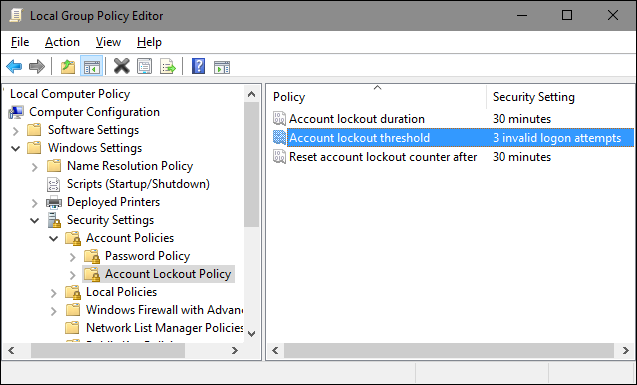 Local Group Policy Editor
File Action View Help
Local Computer Policy
Computer Configuration
Software Settings
Windows Settings
Name Resolution Policy
Scripts (Startup/Shutdown)
Deployed Printers
Security Settings
Account Policies
Password Policy
Account Lockout Policy
Local Policies
Windows Firewall with Advan
Network List Manager Policies
Policy Security Setting
Account lockout duration 30 minutes
Account lockout threshold 3 invalid logon attempts
Reset account lockout counter after 30 minutes